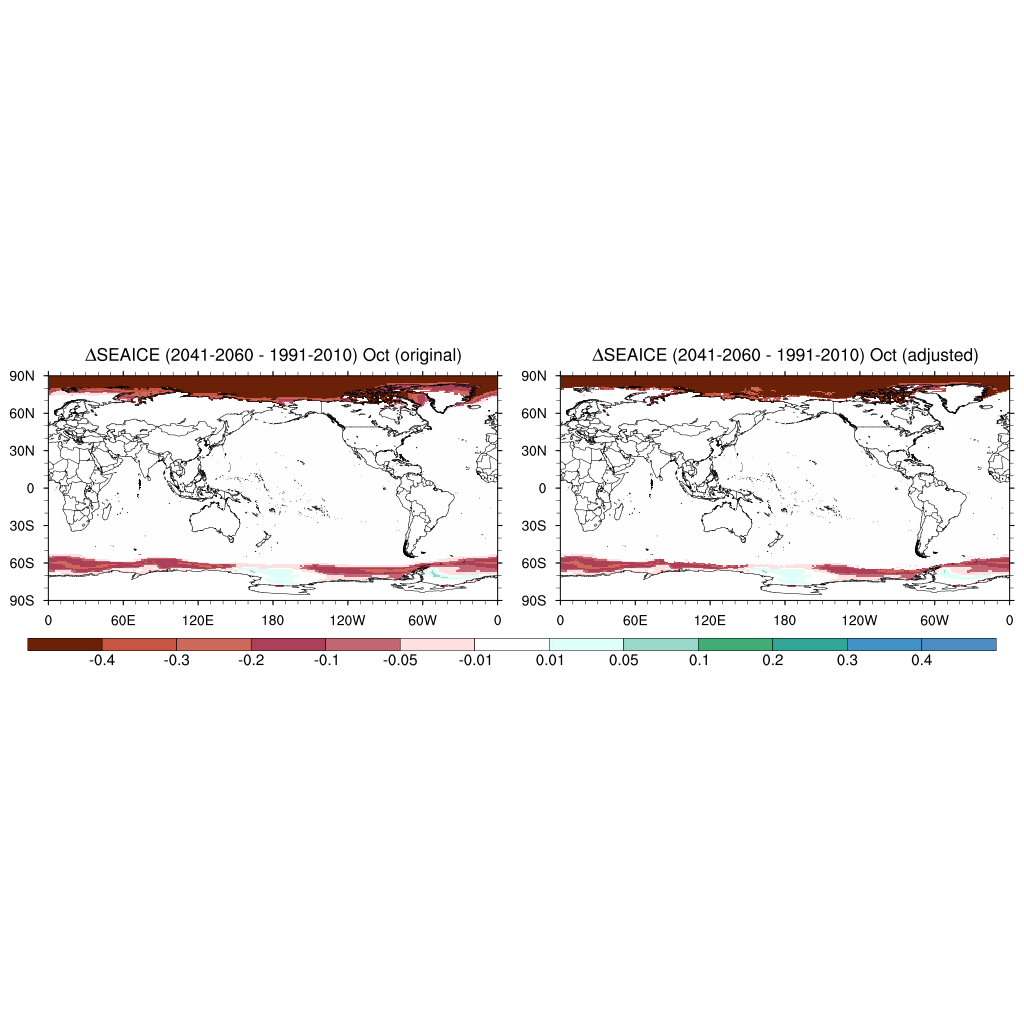 ΔSEAICE (2041-2060 - 1991-2010) Oct (original)
90N
60N
30N
0
30S
60S
90S
0 60E 120E 180 120W 60W 0
ΔSEAICE (2041-2060 - 1991-2010) Oct (adjusted)
90N
60N
30N
0
30S
60S
90S
0 60E 120E 180 120W 60W 0
-0.4 -0.3 -0.2 -0.1 -0.05 -0.01 0.01 0.05 0.1 0.2 0.3 0.4